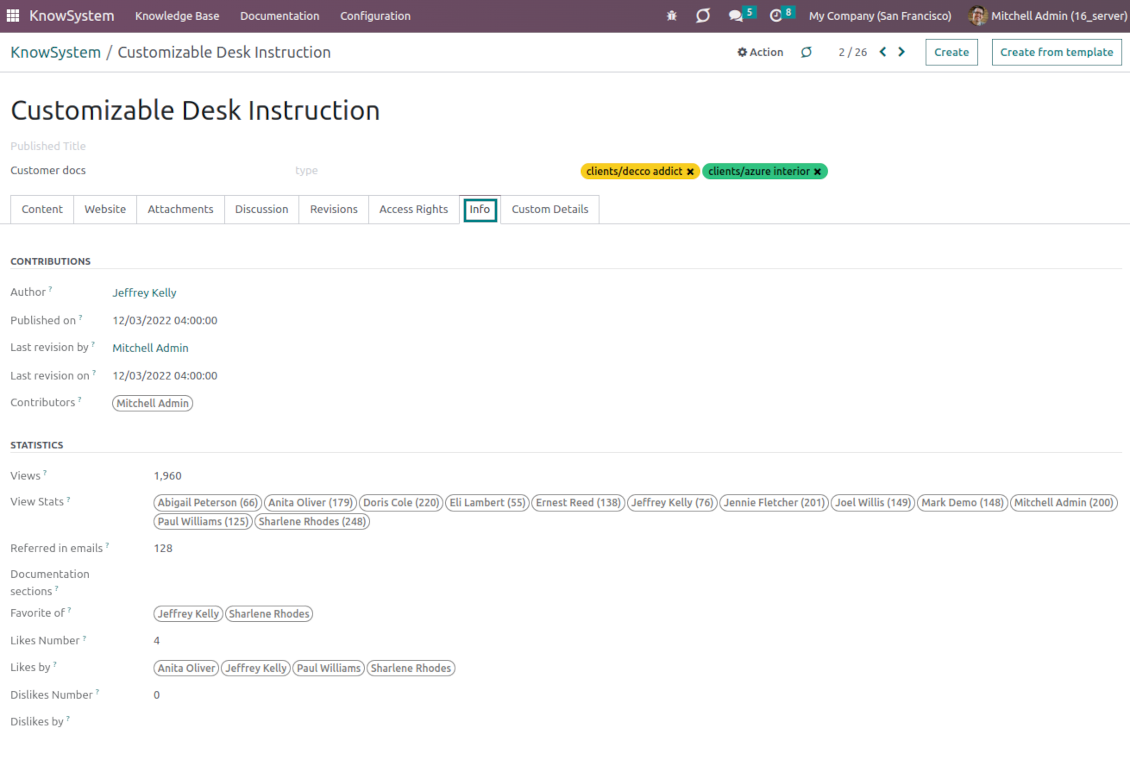 KnowSystem Knowledge Base Documentation Configuration 5 8 My Company (San Francisco) Mitchell Admin (16_server)
KnowSystem / Customizable Desk Instruction Action 2 / 26 Create Create from template
Customizable Desk Instruction
Published Title
Customer docs type clients/decco addict × clients/azure interior ×
Content Website Attachments Discussion Revisions Access Rights Info Custom Details
CONTRIBUTIONS
Author ? Jeffrey Kelly
Published on ? 12/03/2022 04:00:00
Last revision by ? Mitchell Admin
Last revision on ? 12/03/2022 04:00:00
Contributors ? Mitchell Admin
STATISTICS
Views ? 1,960
View Stats ? Abigail Peterson (66) Anita Oliver (179) Doris Cole (220) Eli Lambert (55) Ernest Reed (138) Jeffrey Kelly (76) Jennie Fletcher (201) Joel Willis (149) Mark Demo (148) Mitchell Admin (200)
Paul Williams (125) Sharlene Rhodes (248)
Referred in emails ? 128
Documentation
sections ?
Favorite of ? Jeffrey Kelly Sharlene Rhodes
Likes Number ? 4
Likes by ? Anita Oliver Jeffrey Kelly Paul Williams Sharlene Rhodes
Dislikes Number ? 0
Dislikes by ?